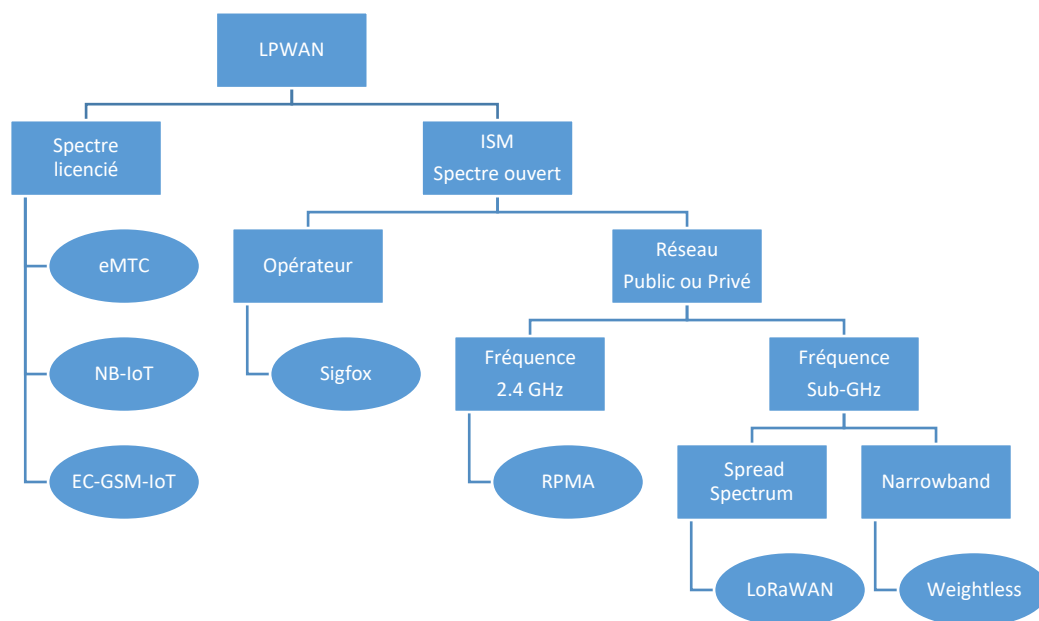 LPWAN
Spectre
licencié
ISM
Spectre ouvert
eMTC
Opérateur
Réseau
Public ou Privé
NB-IoT
Sigfox
Fréquence
2.4 GHz
Fréquence
Sub-GHz
EC-GSM-IoT
RPMA
Spread
Spectrum
Narrowband
LoRaWAN
Weightless